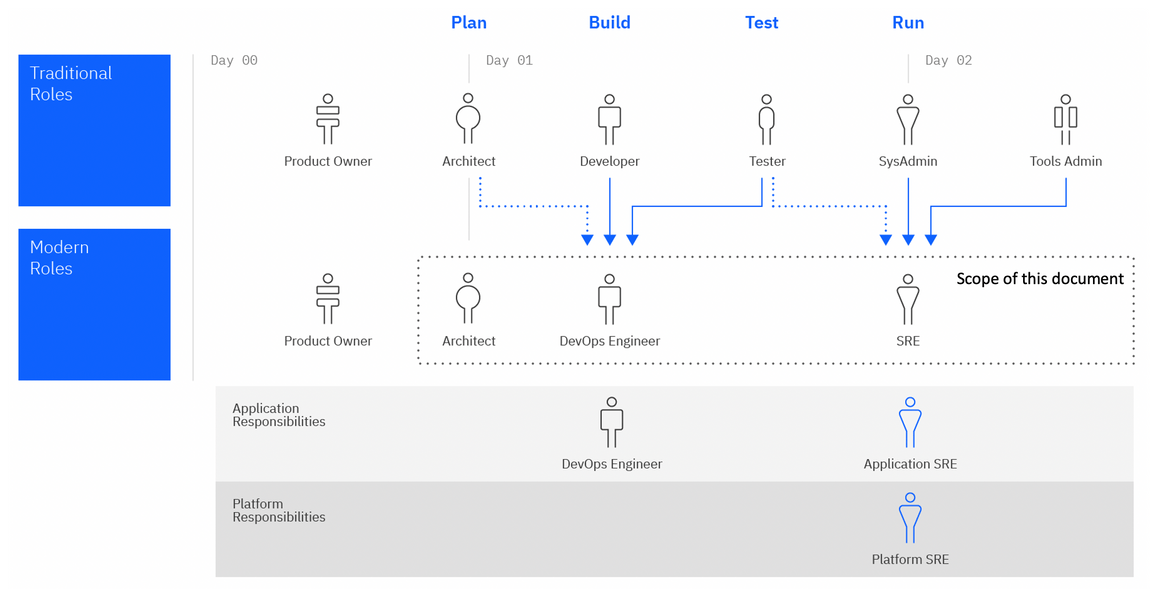 Plan
Build
Test
Run
Traditional
Roles
Day 00
Day 01
Day 02
Product Owner
Architect
Developer
Tester
SysAdmin
Tools Admin
Modern
Roles
Scope of this document
Product Owner
Architect
DevOps Engineer
SRE
Application
Responsibilities
DevOps Engineer
Application SRE
Platform
Responsibilities
Platform SRE